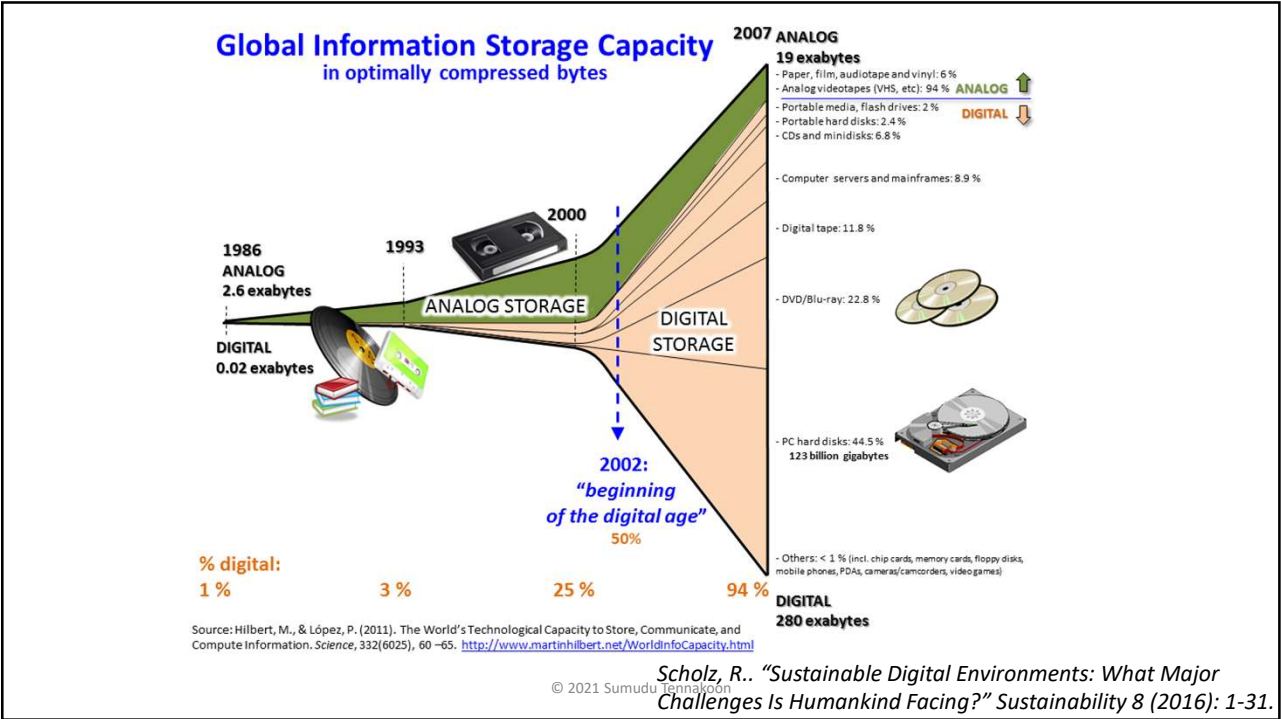 Global Information Storage Capacity
in optimally compressed bytes
2007 ANALOG
19 exabytes
- Paper, film, audiotape and vinyl: 6 %
- Analog videotapes (VHS, etc): 94 % ANALOG
- Portable media, flash drives: 2 % DIGITAL
- Portable hard disks: 2.4 %
- CDs and minidisks: 6.8 %
- Computer servers and mainframes: 8.9 %
- Digital tape: 11.8 %
- DVD/Blu-ray: 22.8 %
- PC hard disks: 44.5 %
123 billion gigabytes
- Others: < 1 % (incl. chip cards, memory cards, floppy disks,
mobile phones, PDAs, cameras/camcorders, video games)
DIGITAL
280 exabytes
1986
ANALOG
2.6 exabytes
DIGITAL
0.02 exabytes
1993
2000
ANALOG STORAGE
DIGITAL
STORAGE
2002:
“beginning
of the digital age”
50%
% digital:
1 % 3 % 25 % 94 %
Source: Hilbert, M., & López, P. (2011). The World’s Technological Capacity to Store, Communicate, and
Compute Information. Science, 332(6025), 60 –65. http://www.martinhilbert.net/WorldInfoCapacity.html
© 2021 Sumudu Tennakoon
Scholz, R.. “Sustainable Digital Environments: What Major
Challenges Is Humankind Facing?” Sustainability 8 (2016): 1-31.